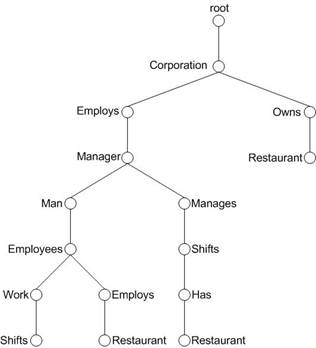 root
Corporation
Employs Owns
Manager Restaurant
Man Manages
Employees Shifts
Work Employs Has
Shifts Restaurant Restaurant